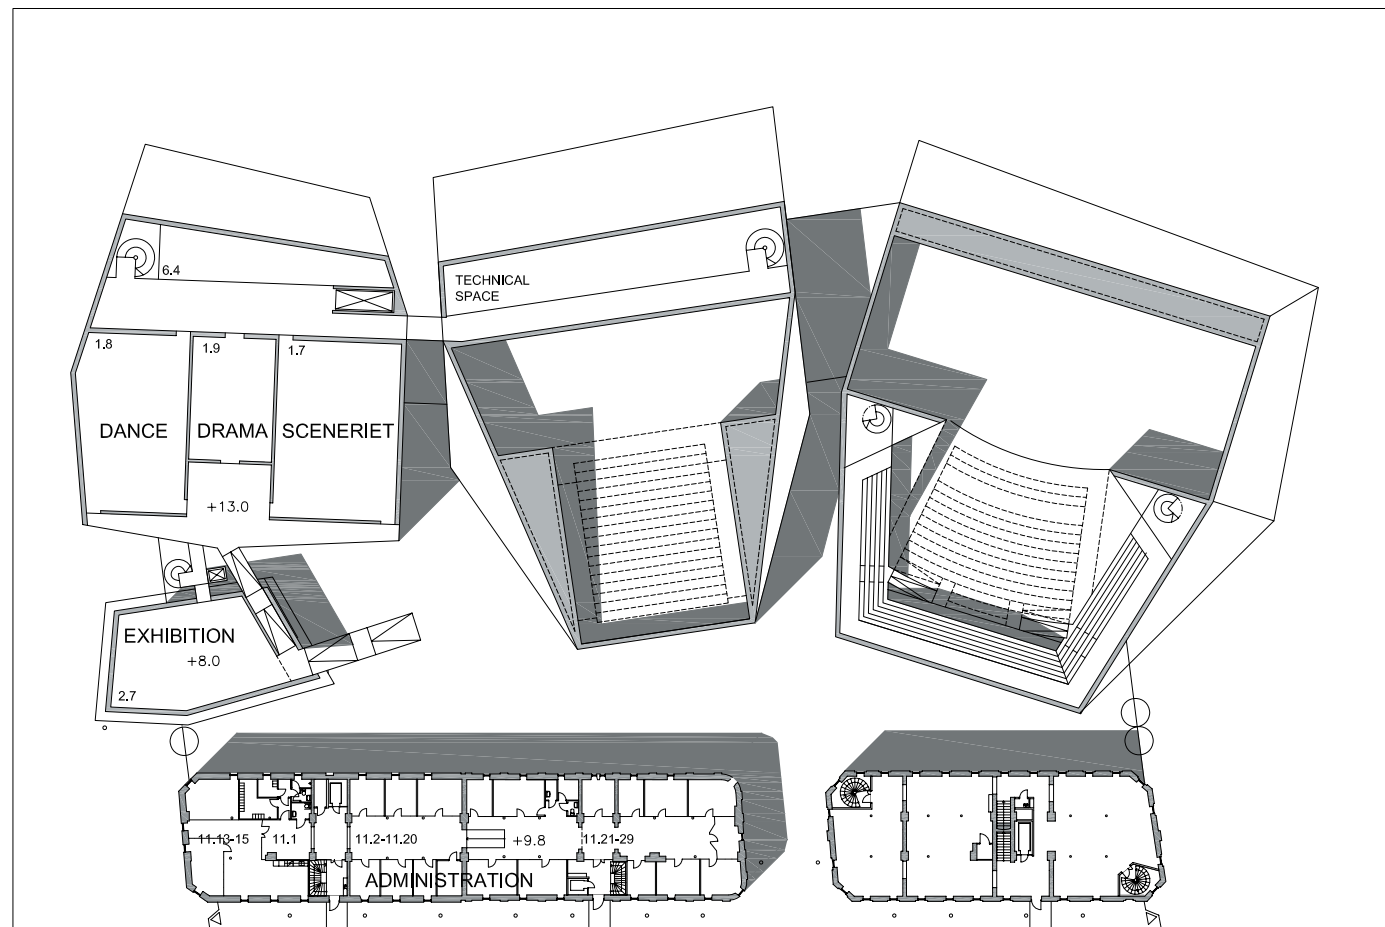 6.4
TECHNICAL
SPACE
1.8
1.9
1.7
DANCE
DRAMA
SCENERIET
+13.0
EXHIBITION
+8.0
2.7
11.13-15
11.1
11.2-11.20
+9.8
11.21-29
ADMINISTRATION